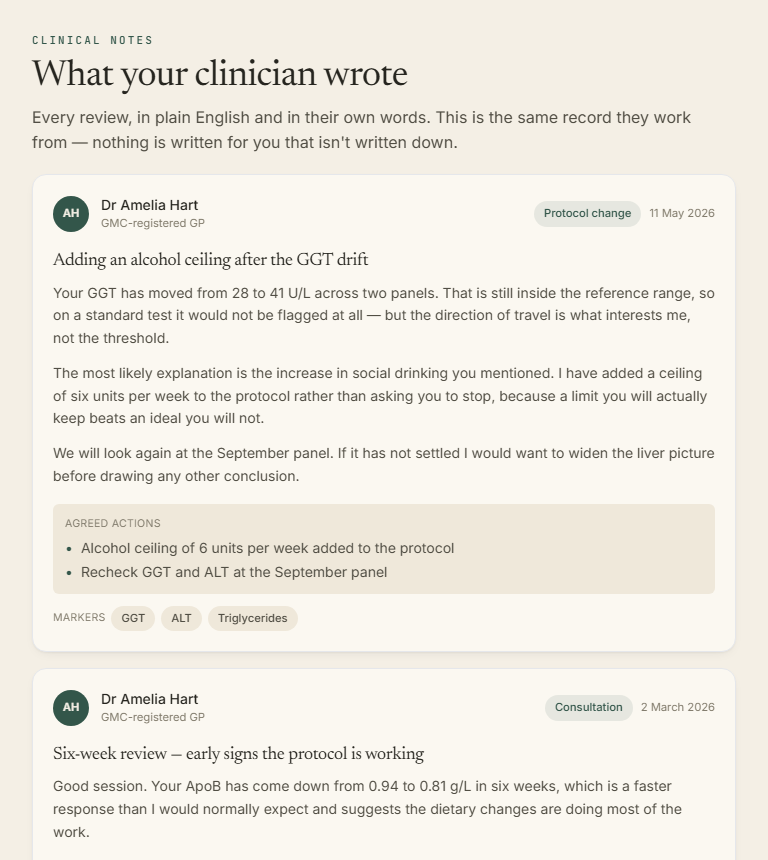 CLINICAL NOTES
What your clinician wrote
Every review, in plain English and in their own words. This is the same record they work
from — nothing is written for you that isn't written down.
AH
Dr Amelia Hart
GMC-registered GP
Protocol change
11 May 2026
Adding an alcohol ceiling after the GGT drift
Your GGT has moved from 28 to 41 U/L across two panels. That is still inside the reference range, so
on a standard test it would not be flagged at all — but the direction of travel is what interests me,
not the threshold.
The most likely explanation is the increase in social drinking you mentioned. I have added a ceiling
of six units per week to the protocol rather than asking you to stop, because a limit you will actually
keep beats an ideal you will not.
We will look again at the September panel. If it has not settled I would want to widen the liver picture
before drawing any other conclusion.
AGREED ACTIONS
• Alcohol ceiling of 6 units per week added to the protocol
• Recheck GGT and ALT at the September panel
MARKERS GGT ALT Triglycerides
AH
Dr Amelia Hart
GMC-registered GP
Consultation
2 March 2026
Six-week review — early signs the protocol is working
Good session. Your ApoB has come down from 0.94 to 0.81 g/L in six weeks, which is a faster
response than I would normally expect and suggests the dietary changes are doing most of the
work.